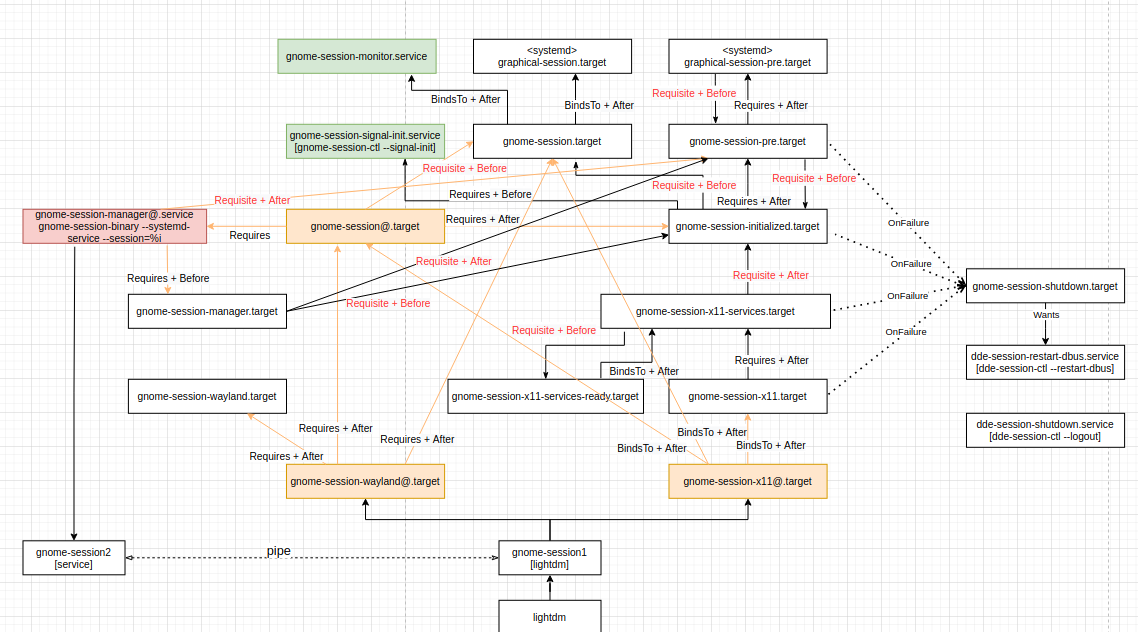 <systemd>
graphical-session.target
<systemd>
graphical-session-pre.target
gnome-session-monitor.service
Requisite + Before
BindsTo + After
BindsTo + After
Requires + After
gnome-session-signal-init.service
[gnome-session-ctl --signal-init]
gnome-session.target
gnome-session-pre.target
Requisite + Before
Requisite + Before
Requisite + Before
Requisite + After
Requires + Before
Requires + After
gnome-session-manager@.service
gnome-session-binary --systemd-
service --session=%i
Requires
gnome-session@.target
Requires + After
gnome-session-initialized.target
OnFailure
Requisite + After
OnFailure
Requires + Before
Requisite + After
gnome-session-shutdown.target
OnFailure
Requisite + Before
gnome-session-manager.target
gnome-session-x11-services.target
Wants
Requisite + Before
OnFailure
dde-session-restart-dbus.service
[dde-session-ctl --restart-dbus]
Requires + After
BindsTo + After
gnome-session-wayland.target
gnome-session-x11-services-ready.target
gnome-session-x11.target
Requires + After
Requires + After
BindsTo + After
dde-session-shutdown.service
[dde-session-ctl --logout]
Requires + After
BindsTo + After
BindsTo + After
gnome-session-wayland@.target
gnome-session-x11@.target
gnome-session2
[service]
pipe
gnome-session1
[lightdm]
lightdm